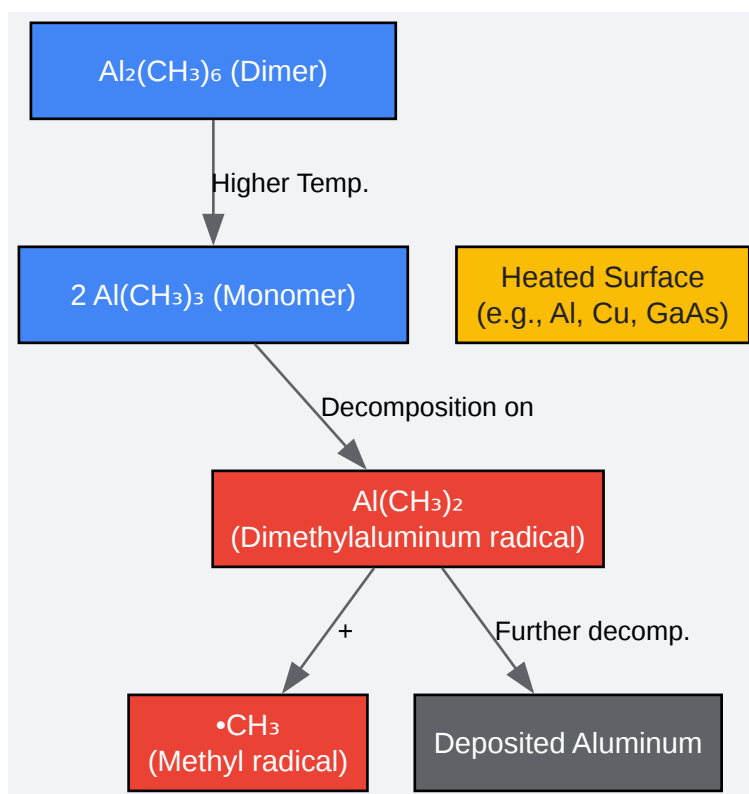 Al₂(CH₃)₆ (Dimer)
Higher Temp.
2 Al(CH₃)₃ (Monomer)
Heated Surface
(e.g., Al, Cu, GaAs)
Decomposition on
Al(CH₃)₂
(Dimethylaluminum radical)
+
Further decomp.
•CH₃
(Methyl radical)
Deposited Aluminum